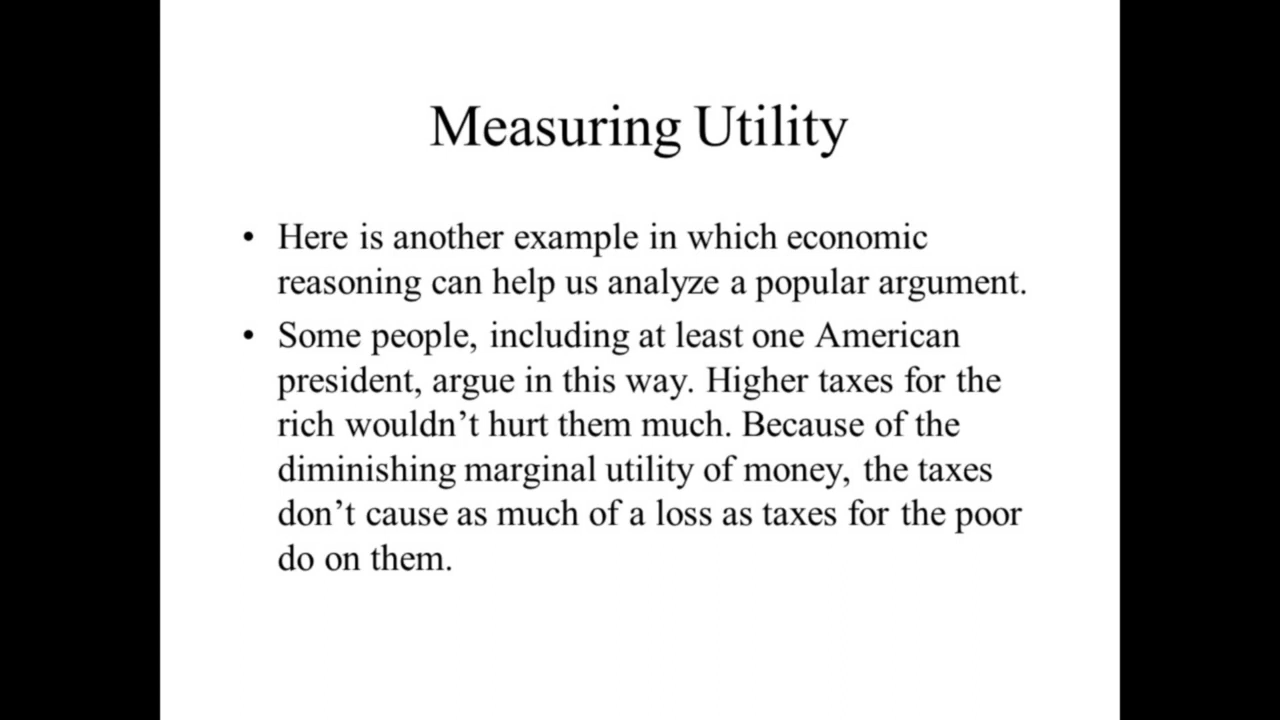 Measuring Utility
• Here is another example in which economic
reasoning can help us analyze a popular argument.
• Some people, including at least one American
president, argue in this way. Higher taxes for the
rich wouldn’t hurt them much. Because of the
diminishing marginal utility of money, the taxes
don’t cause as much of a loss as taxes for the poor
do on them.